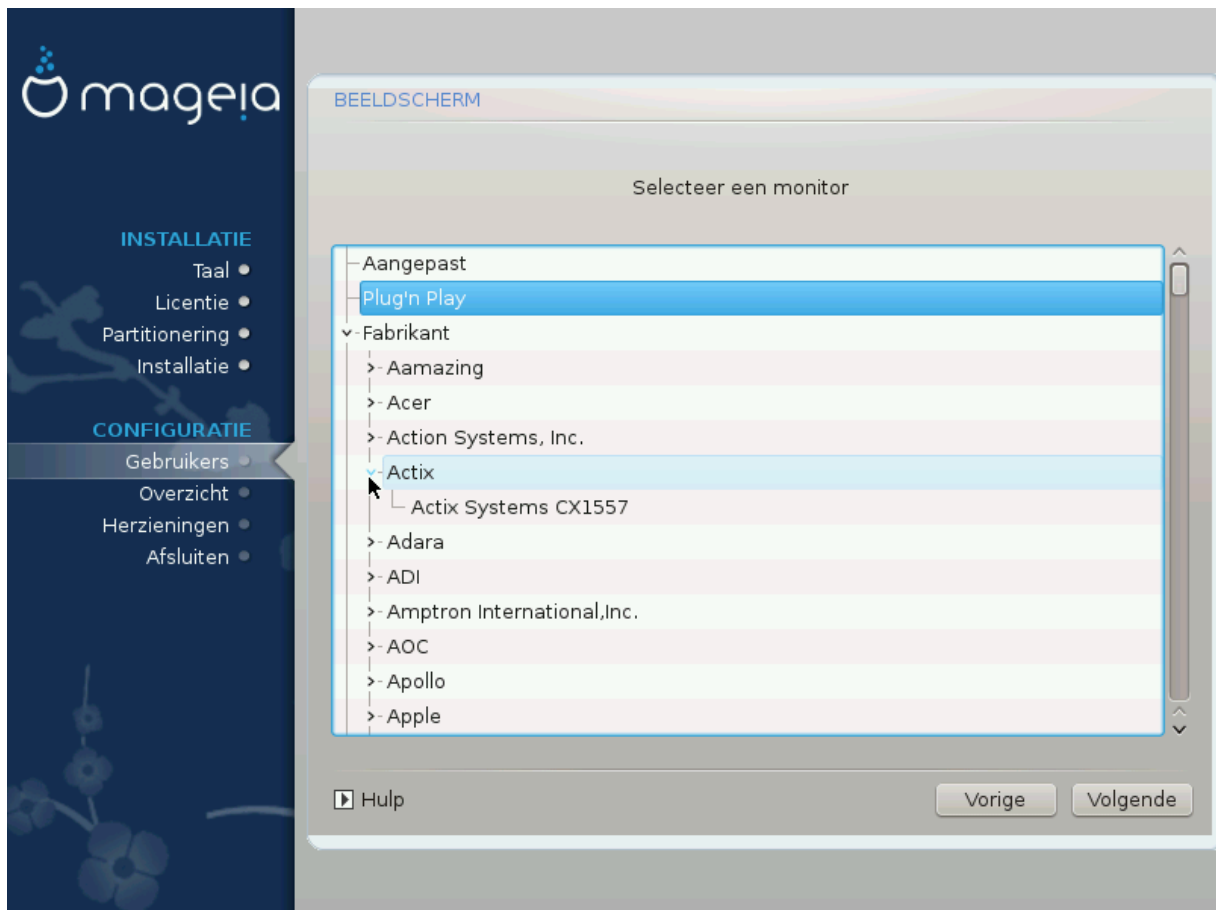 mageia
INSTALLATIE
Taal
Licentie
Partitionering
Installatie
CONFIGURATIE
Gebruikers
Overzicht
Herzieningen
Afsluiten
BEELDSCHERM
Selecteer een monitor
Aangepast
Plug'n Play
Fabrikant
Aamazing
Acer
Action Systems, Inc.
Actix
Actix Systems CX1557
Adara
ADI
Amptron International,Inc.
AOC
Apollo
Apple
Hulp
Vorige
Volgende